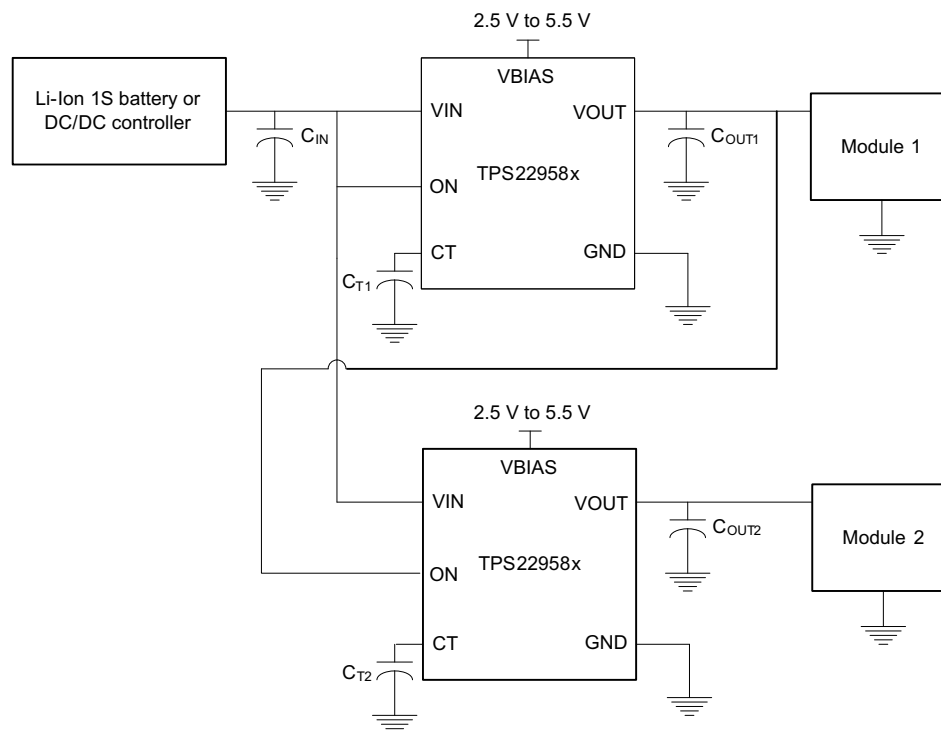 2.5 V to 5.5 V
VBIAS
Li-Ion 1S battery or
DC/DC controller
VIN
VOUT
CIN
COUT1
Module 1
TPS22958x
ON
CT
GND
CT1
2.5 V to 5.5 V
VBIAS
VIN
VOUT
COUT2
Module 2
TPS22958x
ON
CT
GND
CT2